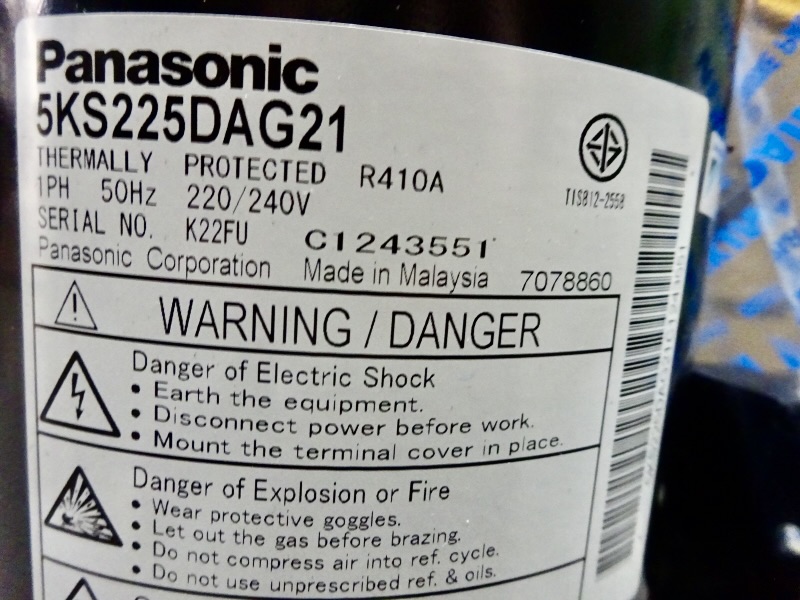 Panasonic
5KS225DAG21
THERMALLY PROTECTED R410A
1PH 50Hz 220/240V
TIS812-2558
SERIAL NO. K22FU C1243551
Panasonic Corporation Made in Malaysia 7078860
WARNING / DANGER
Danger of Electric Shock
• Earth the equipment.
• Disconnect power before work.
• Mount the terminal cover in place.
Danger of Explosion or Fire
• Wear protective goggles.
• Let out the gas before brazing.
• Do not compress air into ref. cycle.
• Do not use unprescribed ref. & oils.